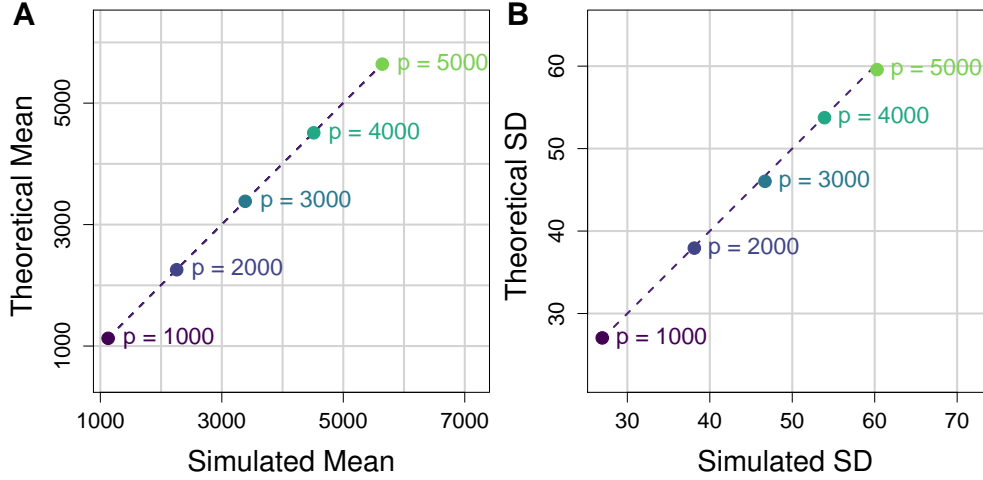 A
Theoretical Mean
5000
3000
1000
p = 5000
p = 4000
p = 3000
p = 2000
p = 1000
1000 3000 5000 7000
Simulated Mean
B
Theoretical SD
60
50
40
30
p = 5000
p = 4000
p = 3000
p = 2000
p = 1000
30 40 50 60 70
Simulated SD